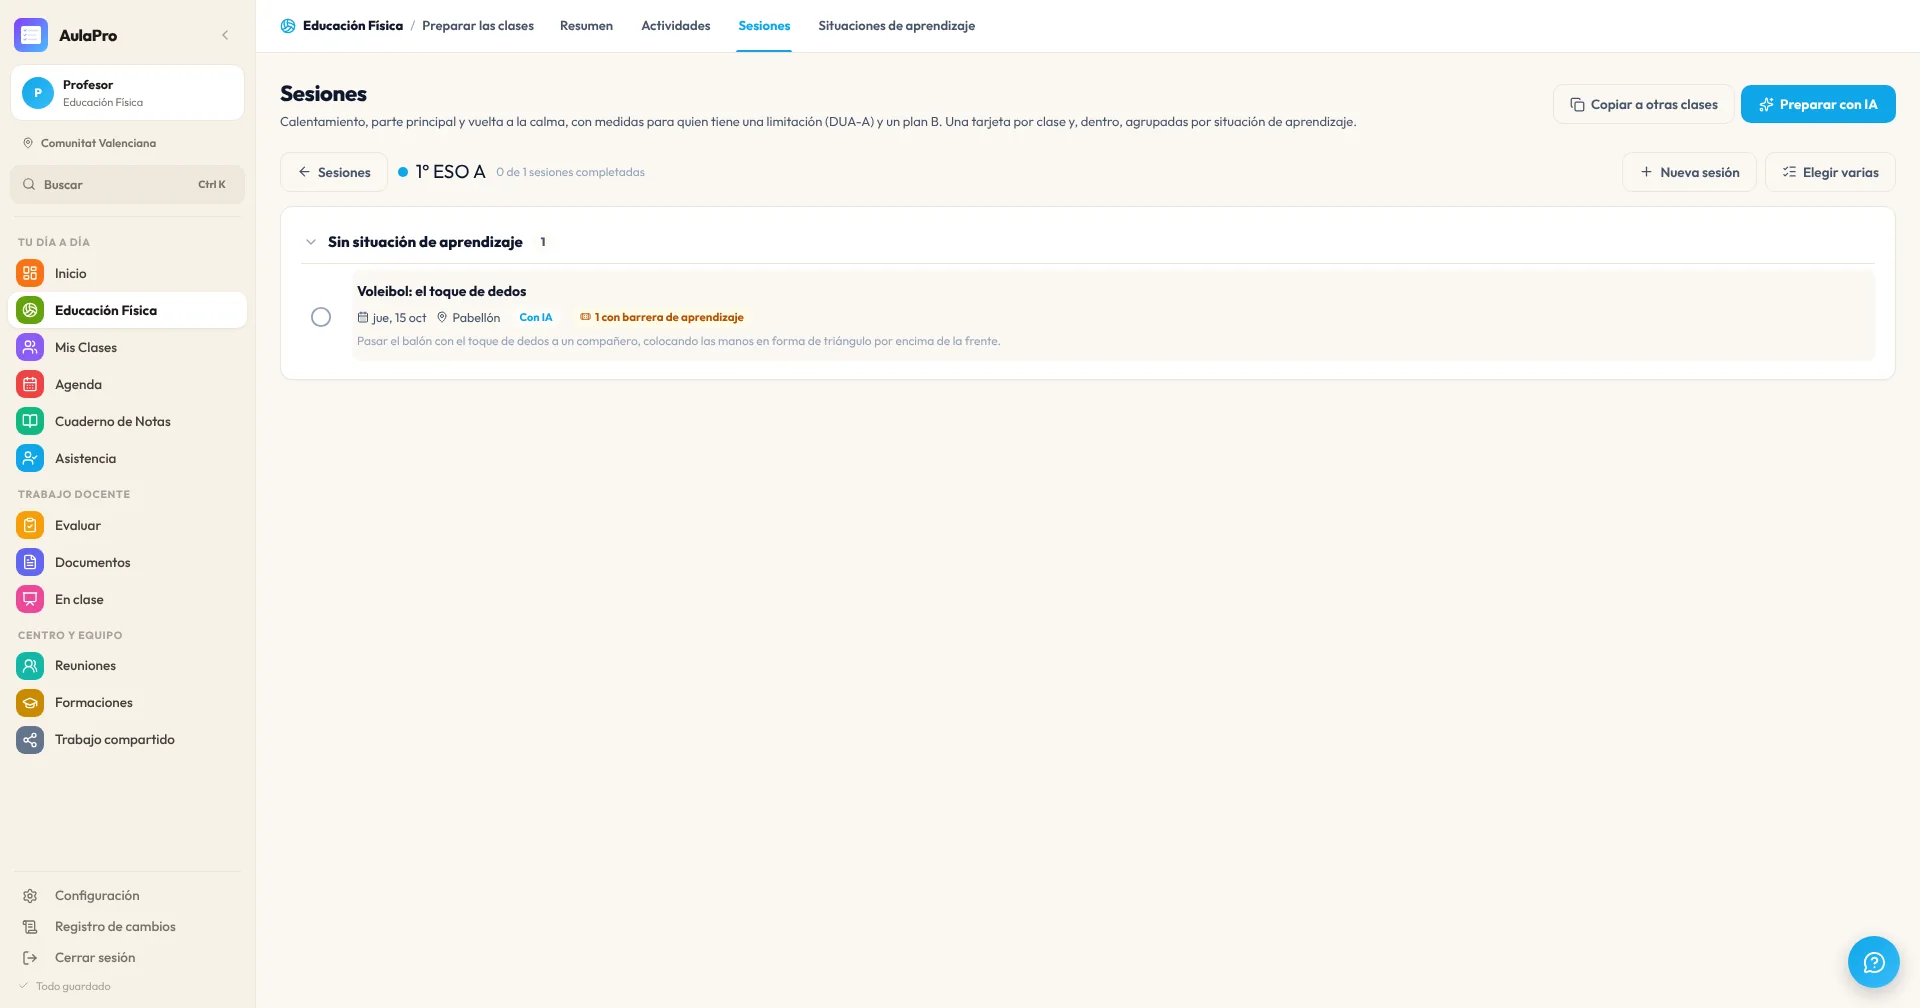 AulaPro
Profesor
Educación Física
Comunitat Valenciana
Buscar
Ctrl K
TU DÍA A DÍA
Inicio
Educación Física
Mis Clases
Agenda
Cuaderno de Notas
Asistencia
TRABAJO DOCENTE
Evaluar
Documentos
En clase
CENTRO Y EQUIPO
Reuniones
Formaciones
Trabajo compartido
Configuración
Registro de cambios
Cerrar sesión
Todo guardado
Educación Física / Preparar las clases
Resumen
Actividades
Sesiones
Situaciones de aprendizaje
Sesiones
Calentamiento, parte principal y vuelta a la calma, con medidas para quien tiene una limitación (DUA-A) y un plan B. Una tarjeta por clase y, dentro, agrupadas por situación de aprendizaje.
Copiar a otras clases
Preparar con IA
Sesiones
1º ESO A
0 de 1 sesiones completadas
Nueva sesión
Elegir varias
Sin situación de aprendizaje 1
Voleibol: el toque de dedos
jue, 15 oct Pabellón Con IA 1 con barrera de aprendizaje
Pasar el balón con el toque de dedos a un compañero, colocando las manos en forma de triángulo por encima de la frente.